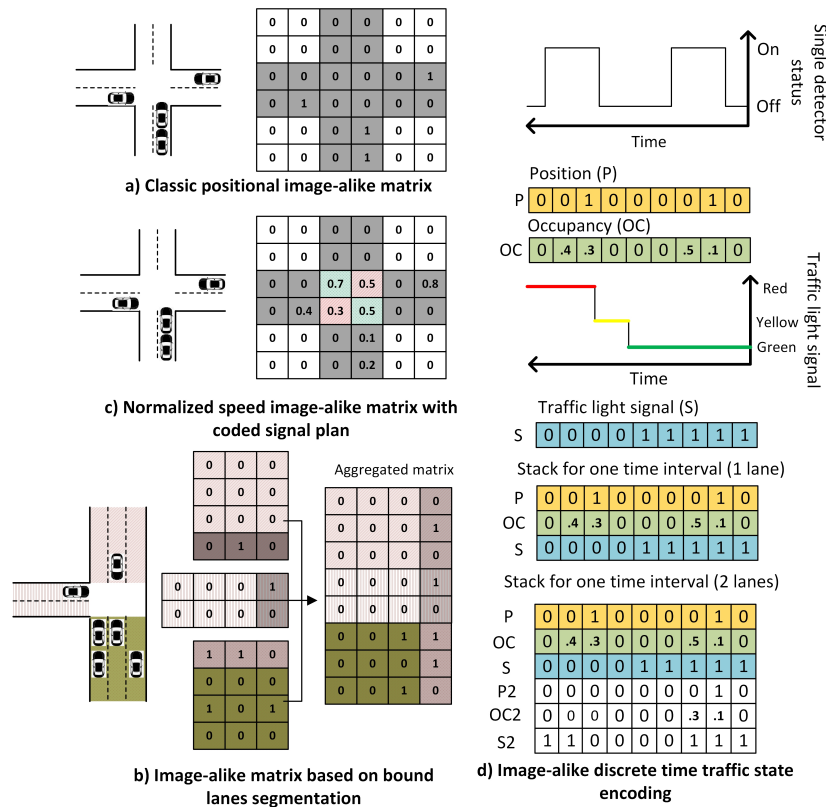 0 0 0 0 0 0
0 0 0 0 0 0
0 0 0 0 0 1
0 1 0 0 0 0
0 0 0 1 0 0
0 0 0 1 0 0
a) Classic positional image-alike matrix
0 0 0 0 0 0
0 0 0 0 0 0
0 0 0.7 0.5 0 0.8
0 0.4 0.3 0.5 0 0
0 0 0 0.1 0 0
0 0 0 0.2 0 0
c) Normalized speed image-alike matrix with
coded signal plan
0 0 0
0 0 0
0 0 0
0 1 0
0 0 0 1
0 0 0 0
1 1 0
0 0 0
1 0 1
0 0 0
Aggregated matrix
0 0 0 0
0 0 0 1
0 0 0 0
0 0 0 1
0 0 0 0
0 0 1 1
0 0 0 1
0 0 1 0
b) Image-alike matrix based on bound
lanes segmentation
On
Off
Single detector
status
Time
Position (P)
P 0 0 1 0 0 0 0 1 0
Occupancy (OC)
OC 0 .4 .3 0 0 0 .5 .1 0
Red
Yellow
Green
Traffic light signal
Time
Traffic light signal (S)
S 0 0 0 0 1 1 1 1 1
Stack for one time interval (1 lane)
P 0 0 1 0 0 0 0 1 0
OC 0 .4 .3 0 0 0 .5 .1 0
S 0 0 0 0 1 1 1 1 1
Stack for one time interval (2 lanes)
P 0 0 1 0 0 0 0 1 0
OC 0 .4 .3 0 0 0 .5 .1 0
S 0 0 0 0 1 1 1 1 1
P2 0 0 0 0 0 0 0 1 0
OC2 0 0 0 0 0 0 .3 .1 0
S2 1 1 0 0 0 0 1 1 1
d) Image-alike discrete time traffic state
encoding